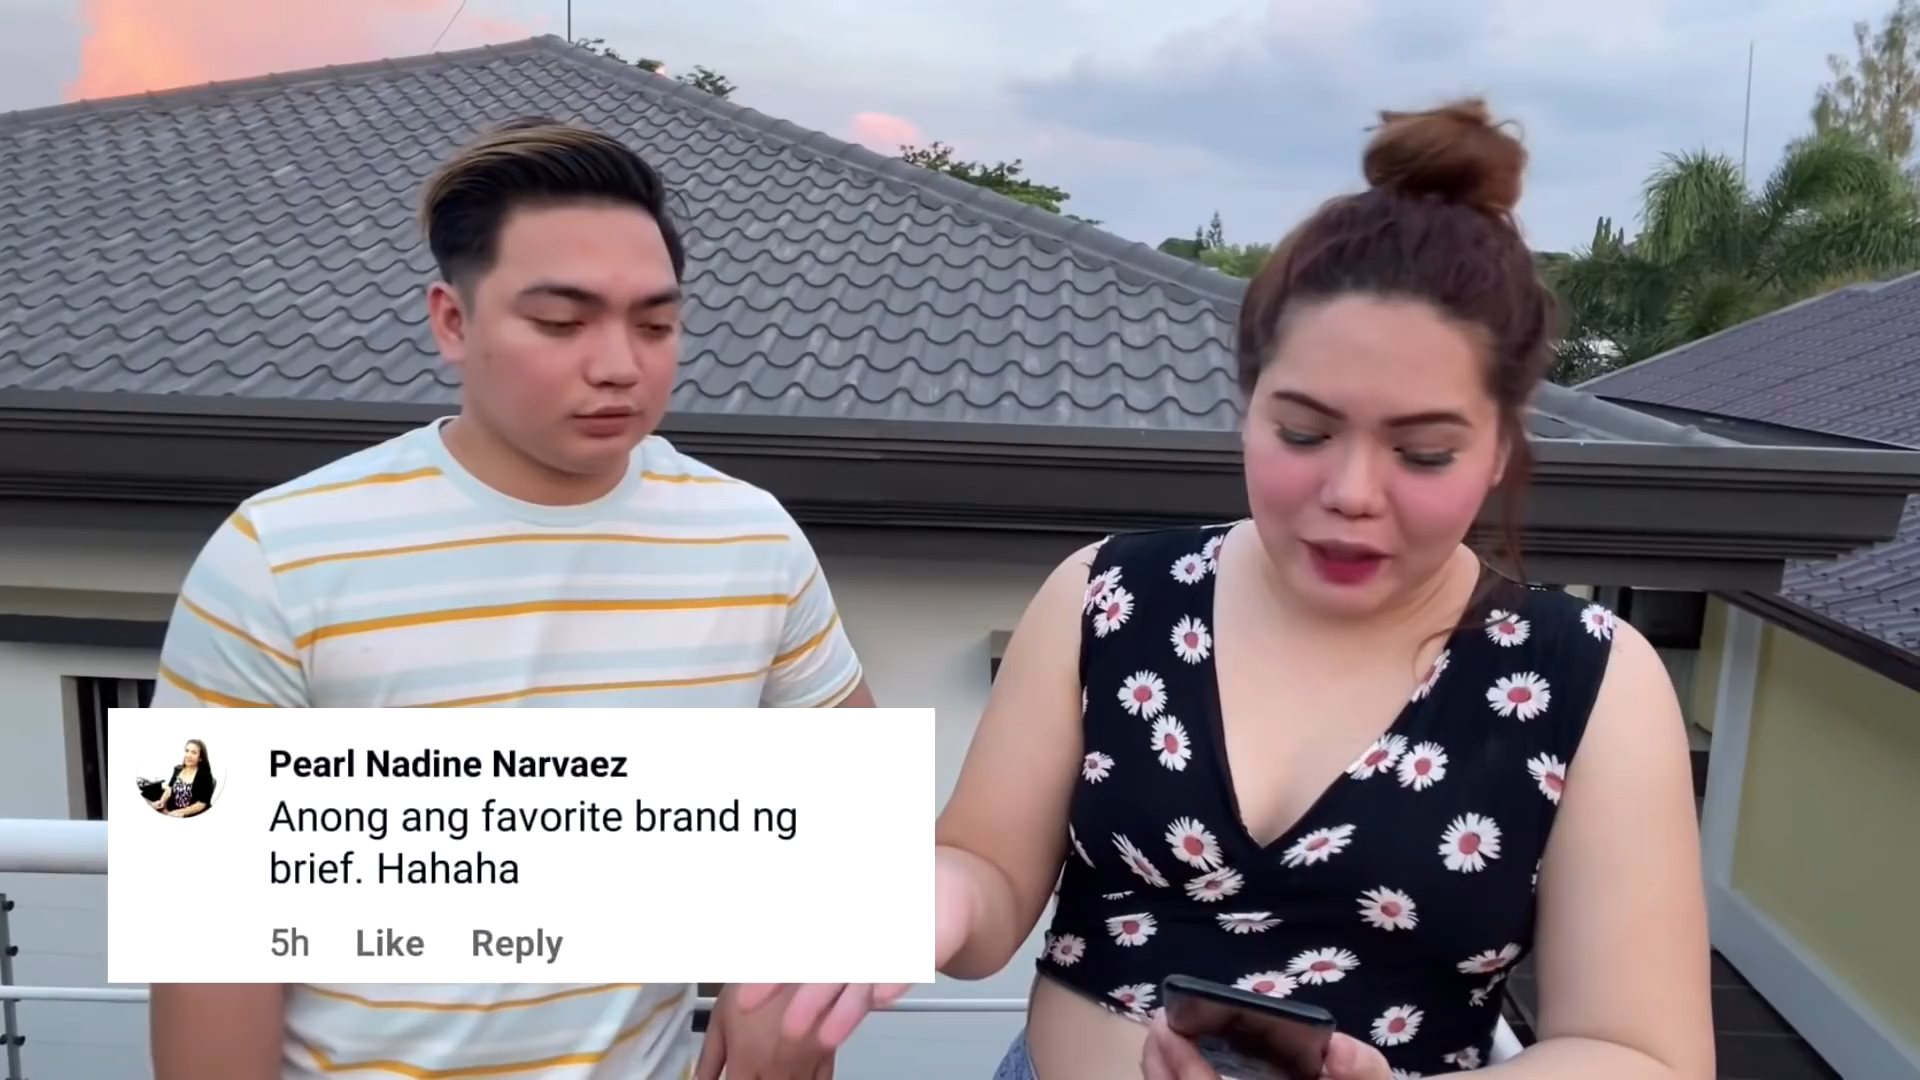 Pearl Nadine Narvaez
Anong ang favorite brand ng
brief. Hahaha
5h Like Reply